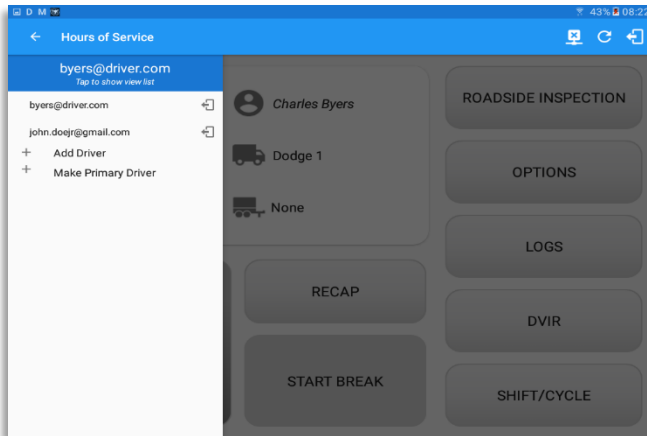 D M
43% 08:22
Hours of Service
byers@driver.com
Tap to show view list
byers@driver.com
john.doejr@gmail.com
+ Add Driver
+ Make Primary Driver
Charles Byers
Dodge 1
None
RECAP
START BREAK
ROADSIDE INSPECTION
OPTIONS
LOGS
DVIR
SHIFT/CYCLE